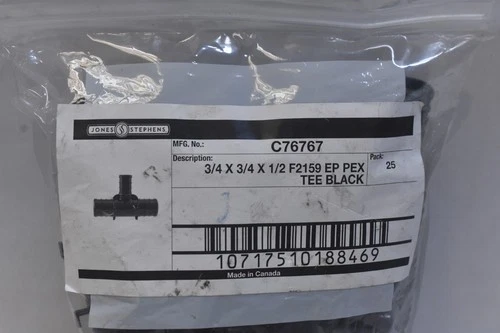 JONES STEPHENS
MFG. No.: C76767
Description: 3/4 X 3/4 X 1/2 F2159 EP PEX
TEE BLACK
Pack: 25
10717510188469
Made in Canada